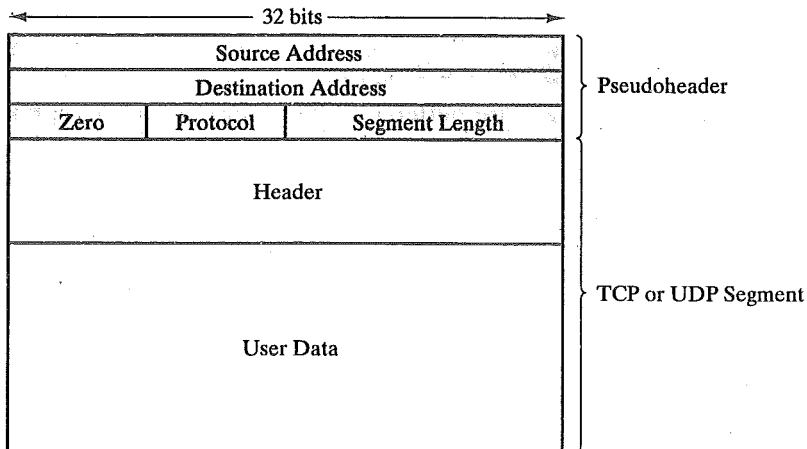 32 bits
Source Address
Destination Address
Pseudoheader
Zero Protocol Segment Length
Header
TCP or UDP Segment
User Data